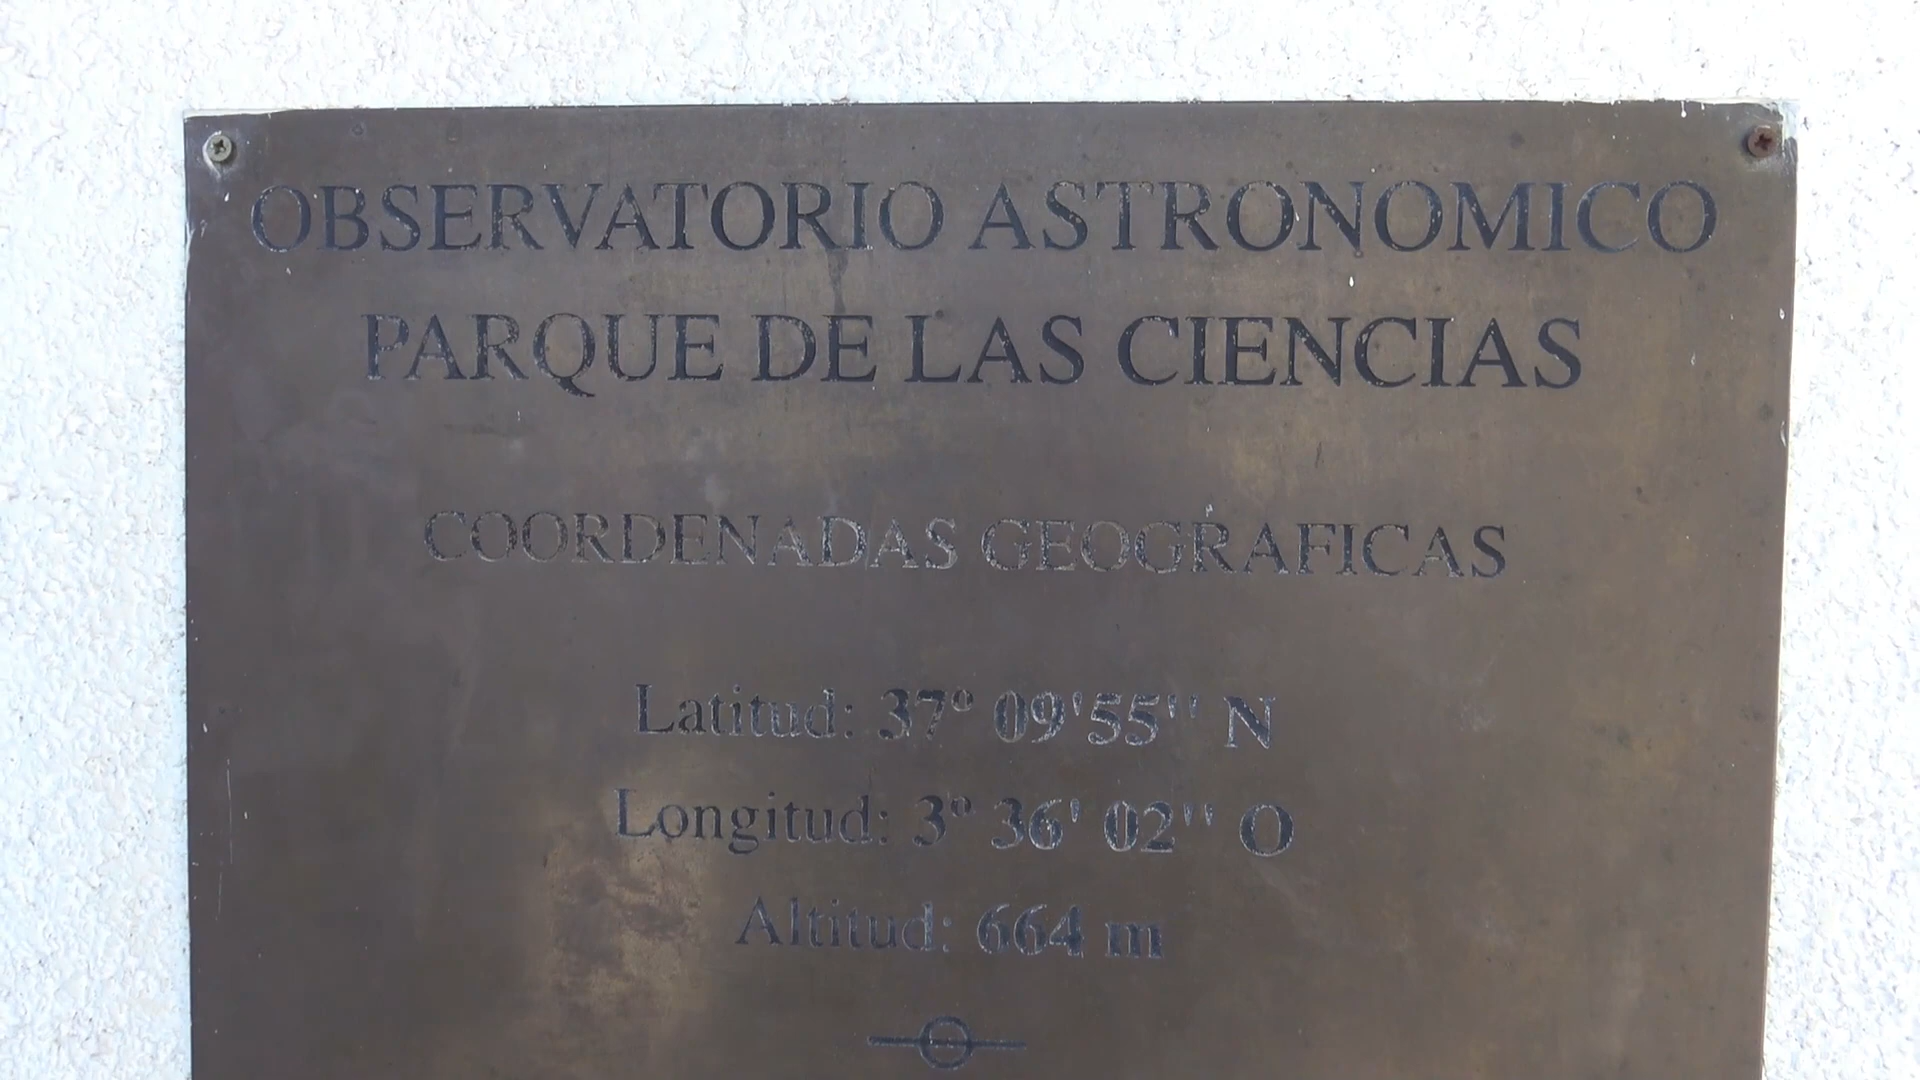 OBSERVATORIO ASTRONOMICO
PARQUE DE LAS CIENCIAS
COORDENADAS GEOGRAFICAS
Latitud: 37º 09'55'' N
Longitud: 3º 36' 02'' O
Altitud: 664 m